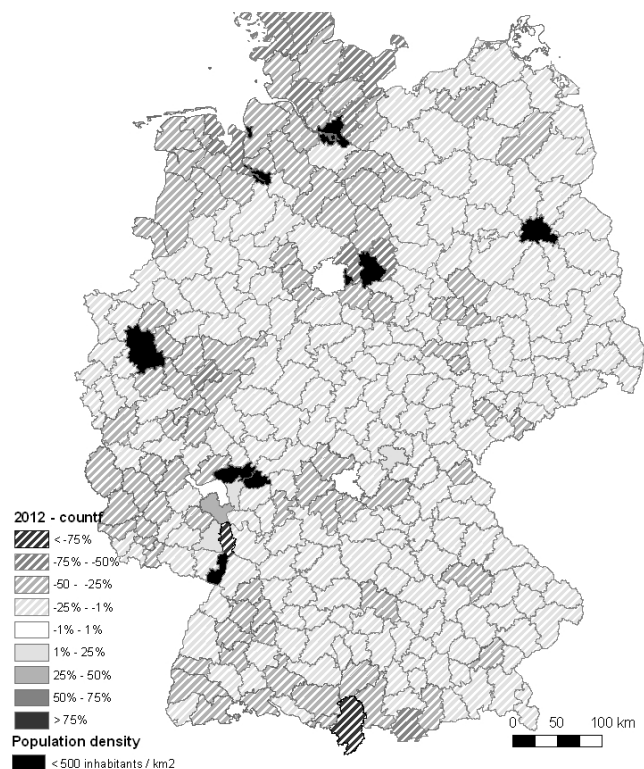 2012 - countf
< -75%
-75% - -50%
-50 - -25%
-25% - -1%
-1% - 1%
1% - 25%
25% - 50%
50% - 75%
> 75%
Population density
< 500 inhabitants / km2
0 50 100 km